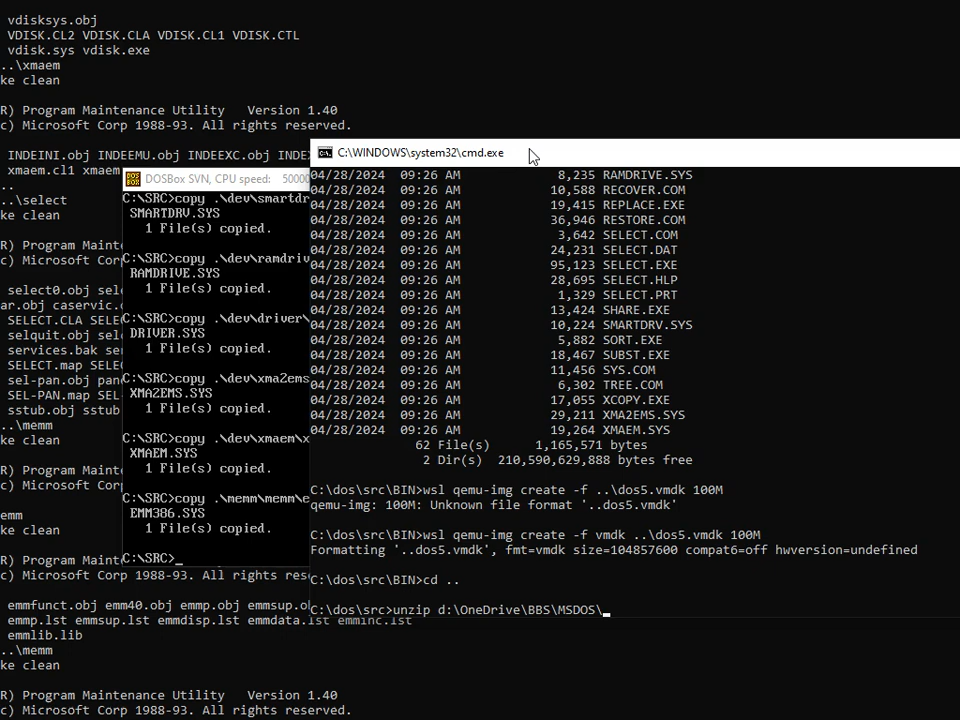 vdisksys.obj
VDISK.CL2 VDISK.CLA VDISK.CL1 VDISK.CTL
vdisk.sys vdisk.exe
..\xmaem
ke clean
R) Program Maintenance Utility   Version 1.40
c) Microsoft Corp 1988-93. All rights reserved.
INDEINI.OBJ INDEEMU.OBJ INDEEXC.OBJ INDEX
xmaem.cl1 xmaem
..
..\select
ke clean
R) Program Mainte
c) Microsoft Corp
select0.obj sele
ar.obj caservic.o
SELECT.CLA SELEC
selquit.obj selec
services.bak ser
SELECT.map SELEC
sel-pan.obj pane
SEL-PAN.map SEL-
sstub.obj sstub
..\memm
ke clean
R) Program Mainte
c) Microsoft Corp
emm
ke clean
R) Program Mainte
c) Microsoft Corp 1988-93. All rights rese
emmfunct.obj emm40.obj emmp.obj emmsup.ob
emmp.lst emmsup.lst emmdisp.lst emmdata.lst emminc.lst
emmlib.lib
..\memm
ke clean
R) Program Maintenance Utility   Version 1.40
c) Microsoft Corp 1988-93. All rights reserved.
DOSBox SVN, CPU speed: 50000
C:\SRC>copy .\dev\smartdr
SMARTDRV.SYS
1 File(s) copied.
C:\SRC>copy .\dev\ramdriv
RAMDRIVE.SYS
1 File(s) copied.
C:\SRC>copy .\dev\driver\
DRIVER.SYS
1 File(s) copied.
C:\SRC>copy .\dev\xma2ems
XMA2EMS.SYS
1 File(s) copied.
C:\SRC>copy .\dev\xmaem\x
XMAEM.SYS
1 File(s) copied.
C:\SRC>copy .\memm\memm\e
EMM386.SYS
1 File(s) copied.
C:\SRC>_
C:\WINDOWS\system32\cmd.exe
04/28/2024  09:26 AM             8,235 RAMDRIVE.SYS
04/28/2024  09:26 AM            10,588 RECOVER.COM
04/28/2024  09:26 AM            19,415 REPLACE.EXE
04/28/2024  09:26 AM            36,946 RESTORE.COM
04/28/2024  09:26 AM             3,642 SELECT.COM
04/28/2024  09:26 AM            24,231 SELECT.DAT
04/28/2024  09:26 AM            95,123 SELECT.EXE
04/28/2024  09:26 AM            28,695 SELECT.HLP
04/28/2024  09:26 AM             1,329 SELECT.PRT
04/28/2024  09:26 AM            13,424 SHARE.EXE
04/28/2024  09:26 AM            10,224 SMARTDRV.SYS
04/28/2024  09:26 AM             5,882 SORT.EXE
04/28/2024  09:26 AM            18,467 SUBST.EXE
04/28/2024  09:26 AM            11,456 SYS.COM
04/28/2024  09:26 AM             6,302 TREE.COM
04/28/2024  09:26 AM            17,055 XCOPY.EXE
04/28/2024  09:26 AM            29,211 XMA2EMS.SYS
04/28/2024  09:26 AM            19,264 XMAEM.SYS
62 File(s)      1,165,571 bytes
2 Dir(s)  210,590,629,888 bytes free
C:\dos\src\BIN>wsl qemu-img create -f ..\dos5.vmdk 100M
qemu-img: 100M: Unknown file format '..dos5.vmdk'
C:\dos\src\BIN>wsl qemu-img create -f vmdk ..\dos5.vmdk 100M
Formatting '..dos5.vmdk', fmt=vmdk size=104857600 compat6=off hwversion=undefined
C:\dos\src\BIN>cd ..
C:\dos\src>unzip d:\OneDrive\BBS\MSDOS\_